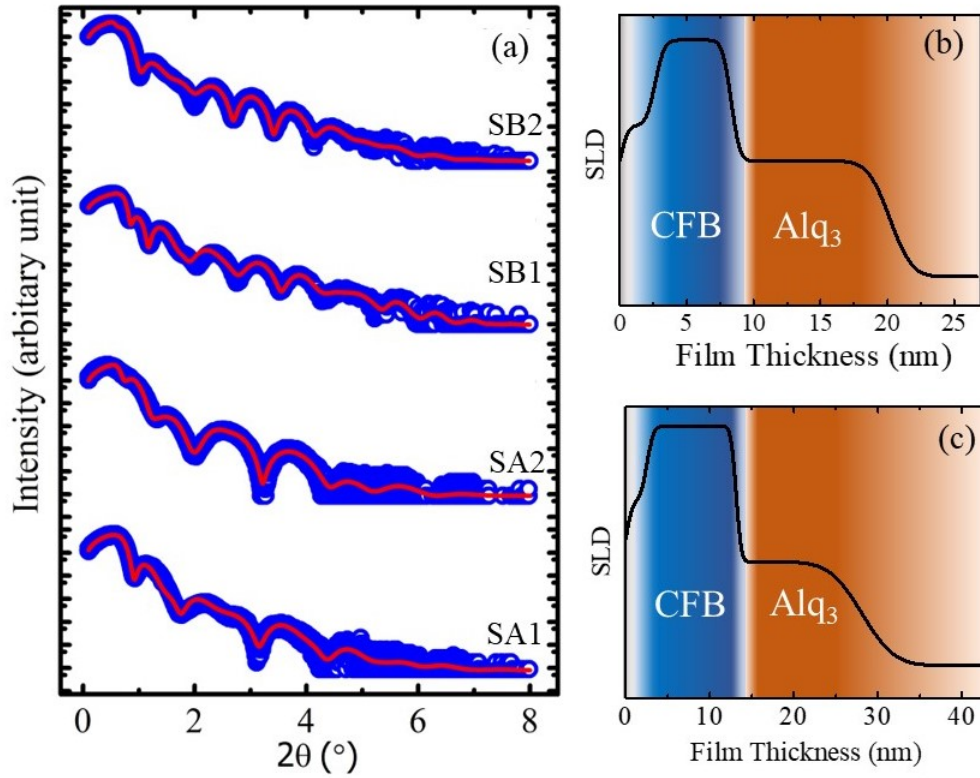 (a)
SB2
SB1
SA2
SA1
Intensity (arbitary unit)
0 2 4 6 8
2θ (°)
(b)
SLD
CFB
Alq₃
0 5 10 15 20 25
Film Thickness (nm)
(c)
SLD
CFB
Alq₃
0 10 20 30 40
Film Thickness (nm)